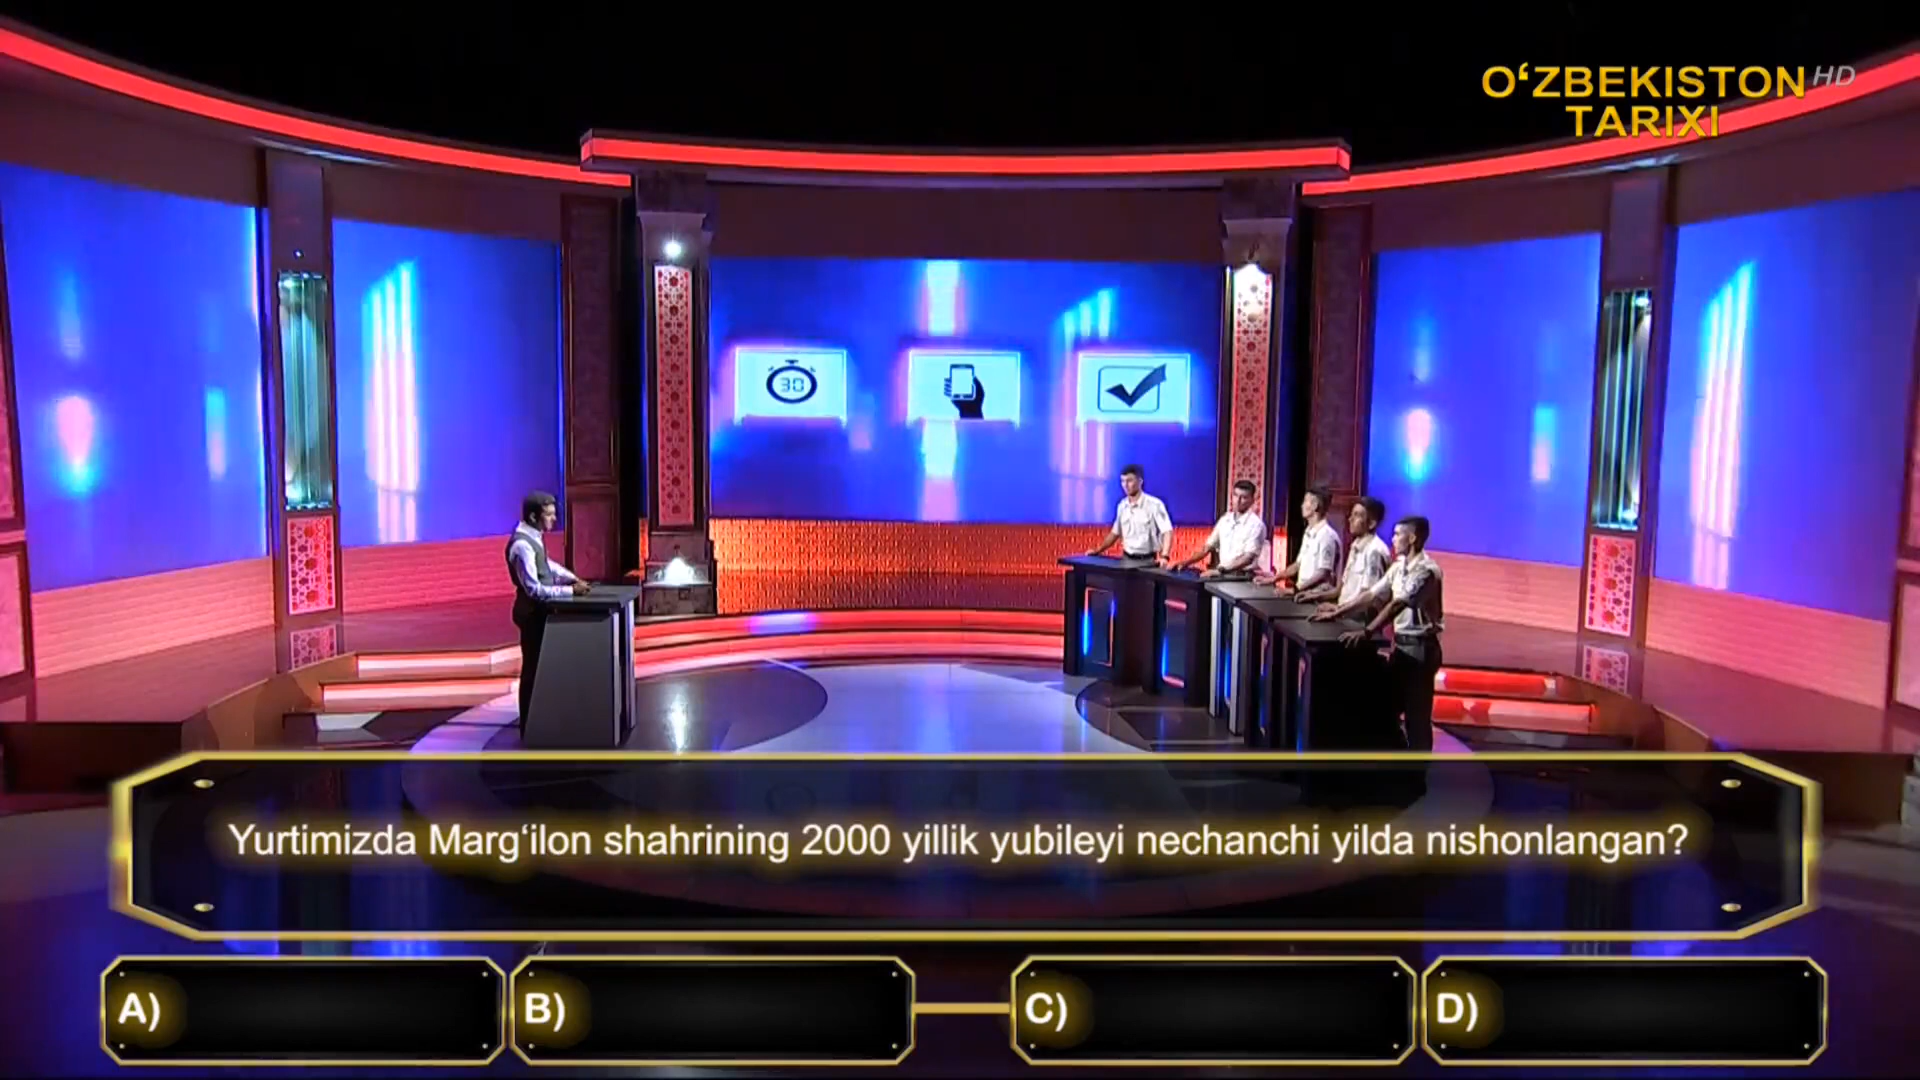 O‘ZBEKISTON HD
TARIXI
30
Yurtimizda Marg‘ilon shahrining 2000 yillik yubileyi nechanchi yilda nishonlangan?
A)
B)
C)
D)